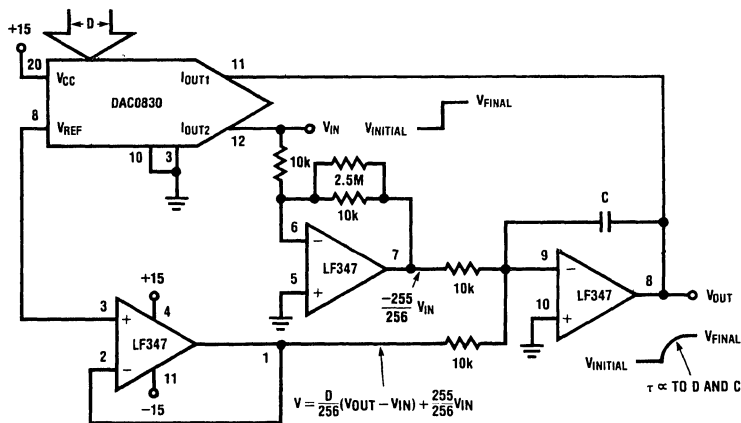 D
+15
20
VCC
IOUT1
11
DAC0830
8
VREF
IOUT2
12
VIN
VINITIAL
VFINAL
10
3
10k
2.5M
10k
C
6
−
7
LF347
5
+
10k
−255/256 VIN
9
−
8
LF347
10
+
VOUT
+15
3
+
4
LF347
2
−
11
−15
1
10k
VINITIAL
VFINAL
τ ∝ TO D AND C
V = D/256 (VOUT − VIN) + 255/256 VIN